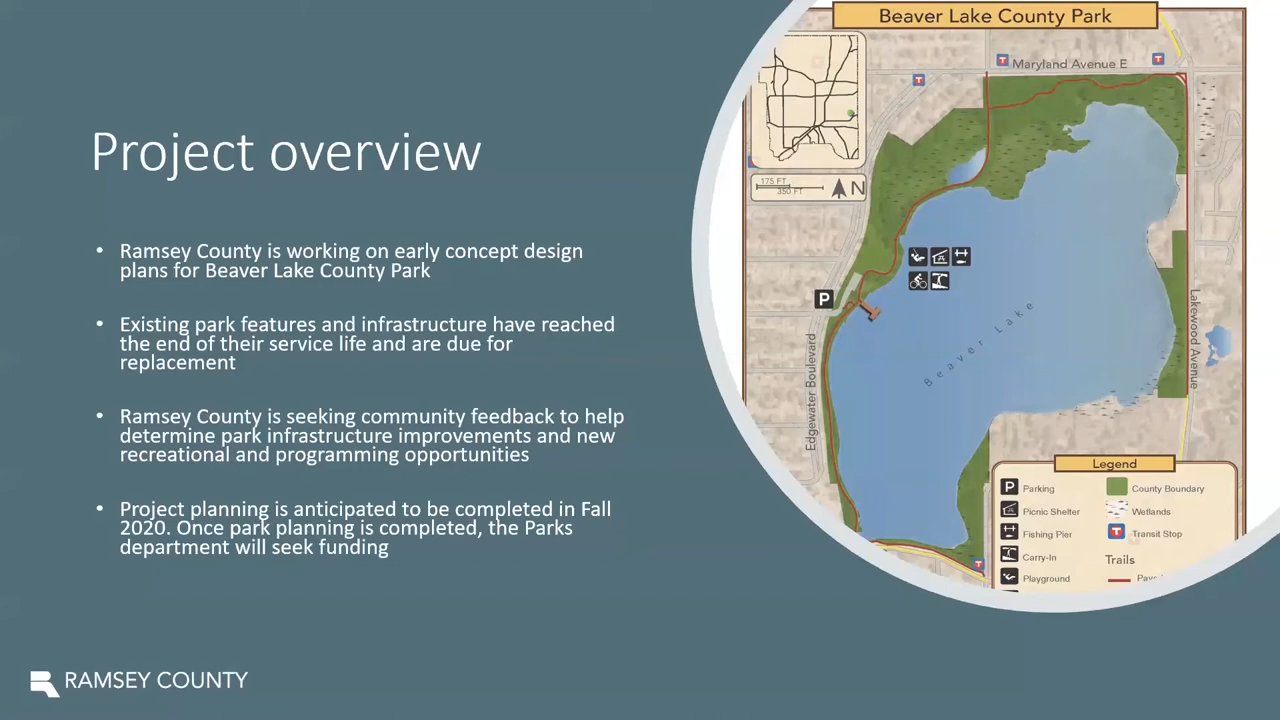 Project overview
• Ramsey County is working on early concept design
plans for Beaver Lake County Park
• Existing park features and infrastructure have reached
the end of their service life and are due for
replacement
• Ramsey County is seeking community feedback to help
determine park infrastructure improvements and new
recreational and programming opportunities
• Project planning is anticipated to be completed in Fall
2020. Once park planning is completed, the Parks
department will seek funding
RAMSEY COUNTY
Beaver Lake County Park
Maryland Avenue E
175 FT
350 FT
N
P
Edgewater Boulevard
Beaver Lake
Lakewood Avenue
Legend
P Parking
Picnic Shelter
Fishing Pier
Carry-In
Playground
County Boundary
Wetlands
T Transit Stop
Trails